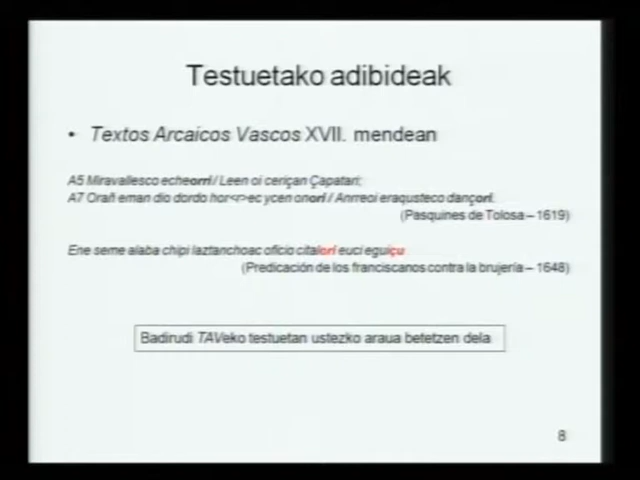 Testuetako adibideak
• Textos Arcaicos Vascos XVII. mendean
A5 Miravallesco echeorri / Leen oi ceriçan Çapatari;
A7 Orañ eman dio dordo hor<r>ec ycen onori / Anrreoi eraqusteco dançori.
(Pasquines de Tolosa – 1619)
Ene seme alaba chipi laztanchoac oficio citalori euci eguiçu
(Predicación de los franciscanos contra la brujería – 1648)
Badirudi TAVeko testuetan ustezko araua betetzen dela
8